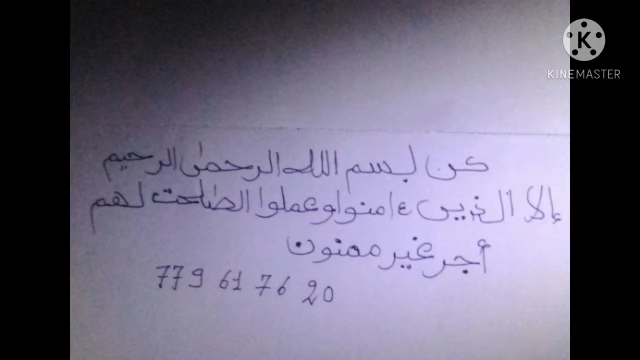 KINEMASTER
كن بسم الله الرحمن الرحيم
إلا الذين ءامنوا وعملوا الصلحت لهم
أجر غير ممنون
779 61 76 20